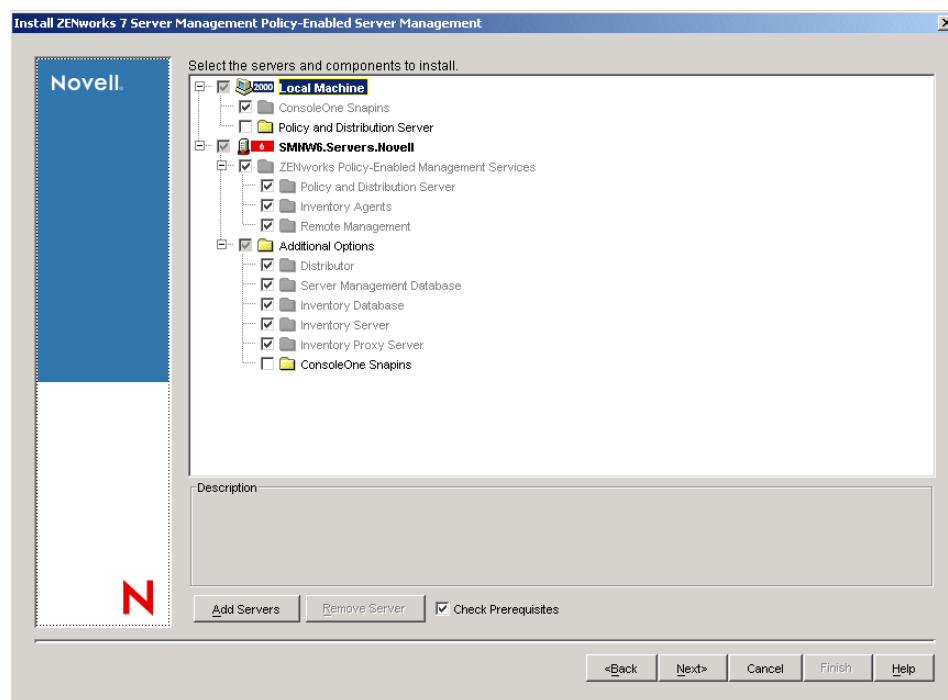 Install ZENworks 7 Server Management Policy-Enabled Server Management
Novell.
Select the servers and components to install.
2000 Local Machine
ConsoleOne Snapins
Policy and Distribution Server
6 SMNW6.Servers.Novell
ZENworks Policy-Enabled Management Services
Policy and Distribution Server
Inventory Agents
Remote Management
Additional Options
Distributor
Server Management Database
Inventory Database
Inventory Server
Inventory Proxy Server
ConsoleOne Snapins
Description
N
Add Servers Remove Server Check Prerequisites
<Back Next> Cancel Finish Help